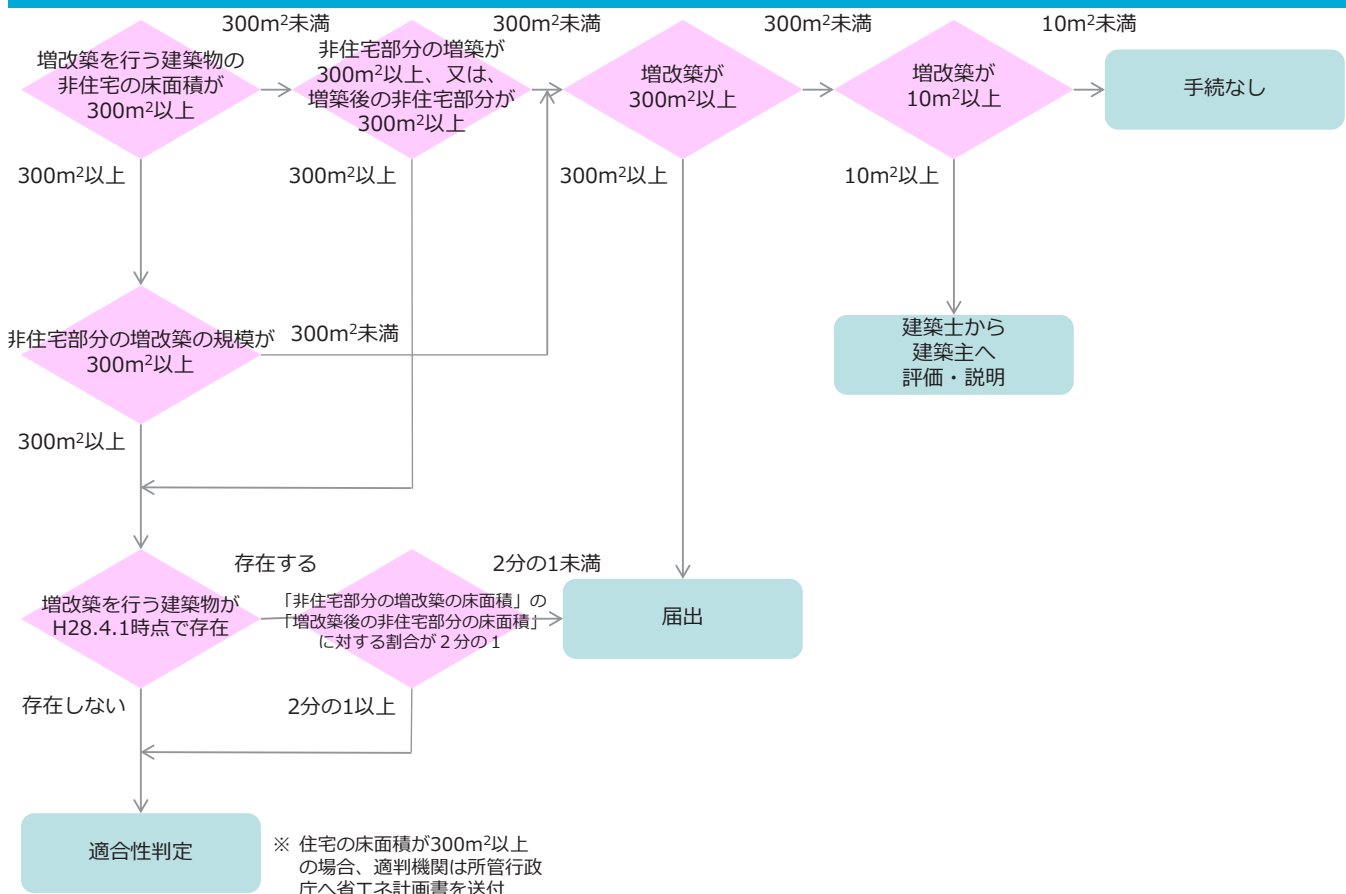 300m²未満
300m²未満
300m²未満
10m²未満
増改築を行う建築物の
非住宅の床面積が
300m²以上
非住宅部分の増築が
300m²以上、又は、
増築後の非住宅部分が
300m²以上
増改築が
300m²以上
増改築が
10m²以上
手続なし
300m²以上
300m²以上
300m²以上
10m²以上
非住宅部分の増改築の規模が
300m²以上
300m²未満
建築士から
建築主へ
評価・説明
300m²以上
存在する
2分の1未満
増改築を行う建築物が
H28.4.1時点で存在
「非住宅部分の増改築の床面積」の
「増改築後の非住宅部分の床面積」
に対する割合が２分の１
届出
存在しない
2分の1以上
適合性判定
※ 住宅の床面積が300m²以上
の場合、適判機関は所管行政
庁へ省エネ計画書を送付